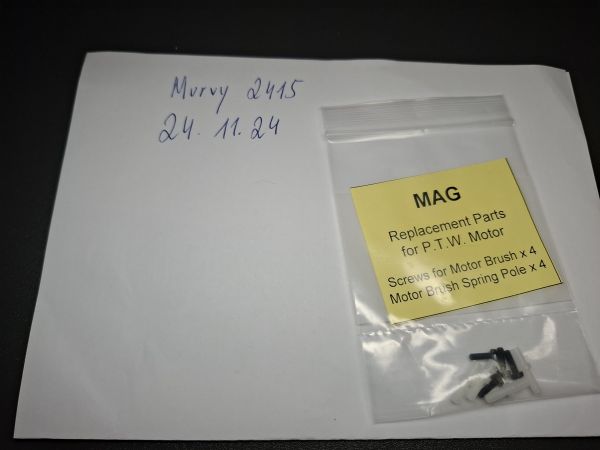 Murvy 2415
24. 11. 24
MAG
Replacement Parts
for P.T.W. Motor
Screws for Motor Brush x 4
Motor Brush Spring Pole x 4